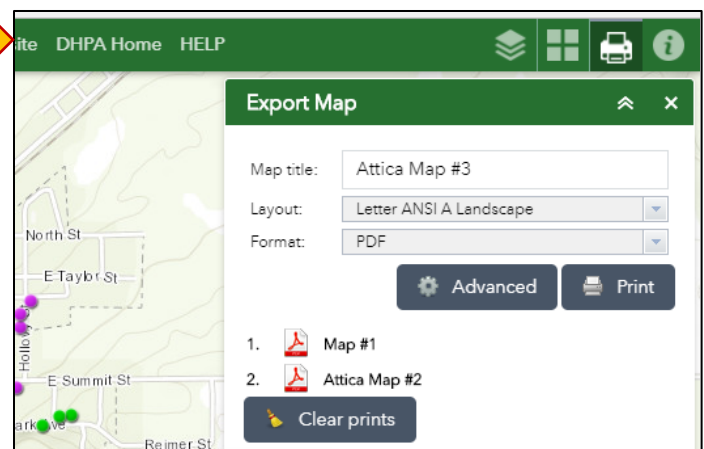 ite DHPA Home HELP
Export Map
Map title: Attica Map #3
Layout: Letter ANSI A Landscape
Format: PDF
Advanced Print
1. Map #1
2. Attica Map #2
Clear prints
North St
E Taylor St
Hollow
E Summit St
ark Ave
Reimer St